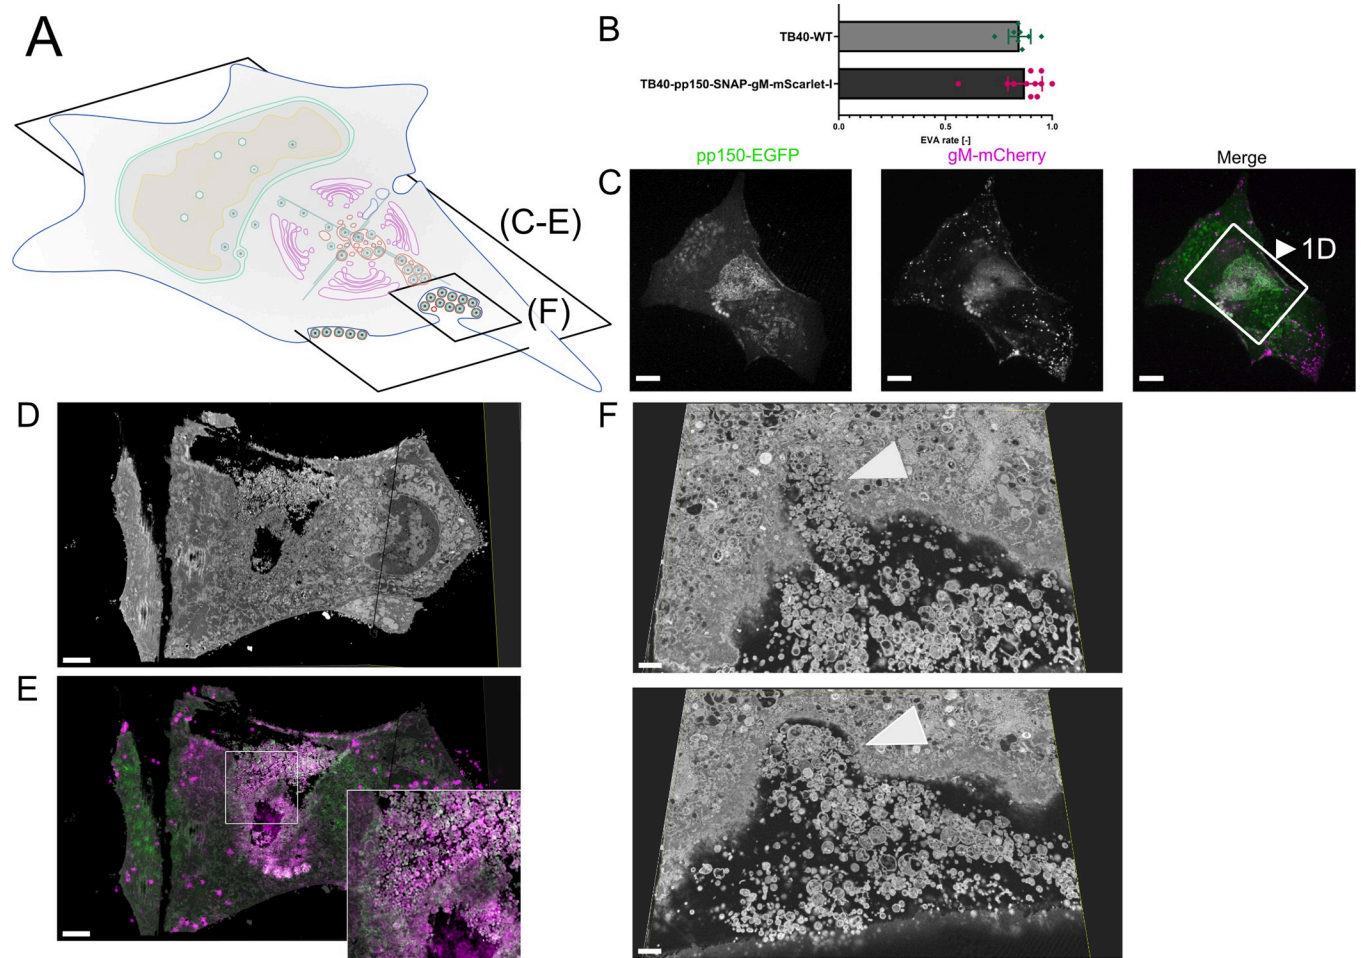 A
(C-E)
(F)
B
TB40-WT
TB40-pp150-SNAP-gM-mScarlet-I
0.0
0.5
1.0
EVA rate [-]
C
pp150-EGFP
gM-mCherry
Merge
1D
D
E
F